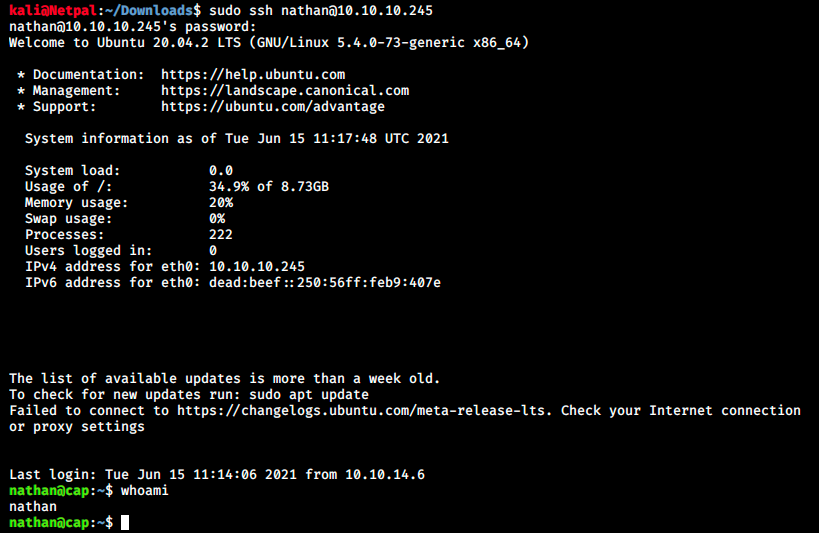 kali@Netpal:~/Downloads$ sudo ssh nathan@10.10.10.245
nathan@10.10.10.245's password:
Welcome to Ubuntu 20.04.2 LTS (GNU/Linux 5.4.0-73-generic x86_64)
* Documentation:  https://help.ubuntu.com
* Management:     https://landscape.canonical.com
* Support:        https://ubuntu.com/advantage
System information as of Tue Jun 15 11:17:48 UTC 2021
System load:           0.0
Usage of /:            34.9% of 8.73GB
Memory usage:          20%
Swap usage:            0%
Processes:             222
Users logged in:       0
IPv4 address for eth0: 10.10.10.245
IPv6 address for eth0: dead:beef::250:56ff:feb9:407e
The list of available updates is more than a week old.
To check for new updates run: sudo apt update
Failed to connect to https://changelogs.ubuntu.com/meta-release-lts. Check your Internet connection
or proxy settings
Last login: Tue Jun 15 11:14:06 2021 from 10.10.14.6
nathan@cap:~$ whoami
nathan
nathan@cap:~$